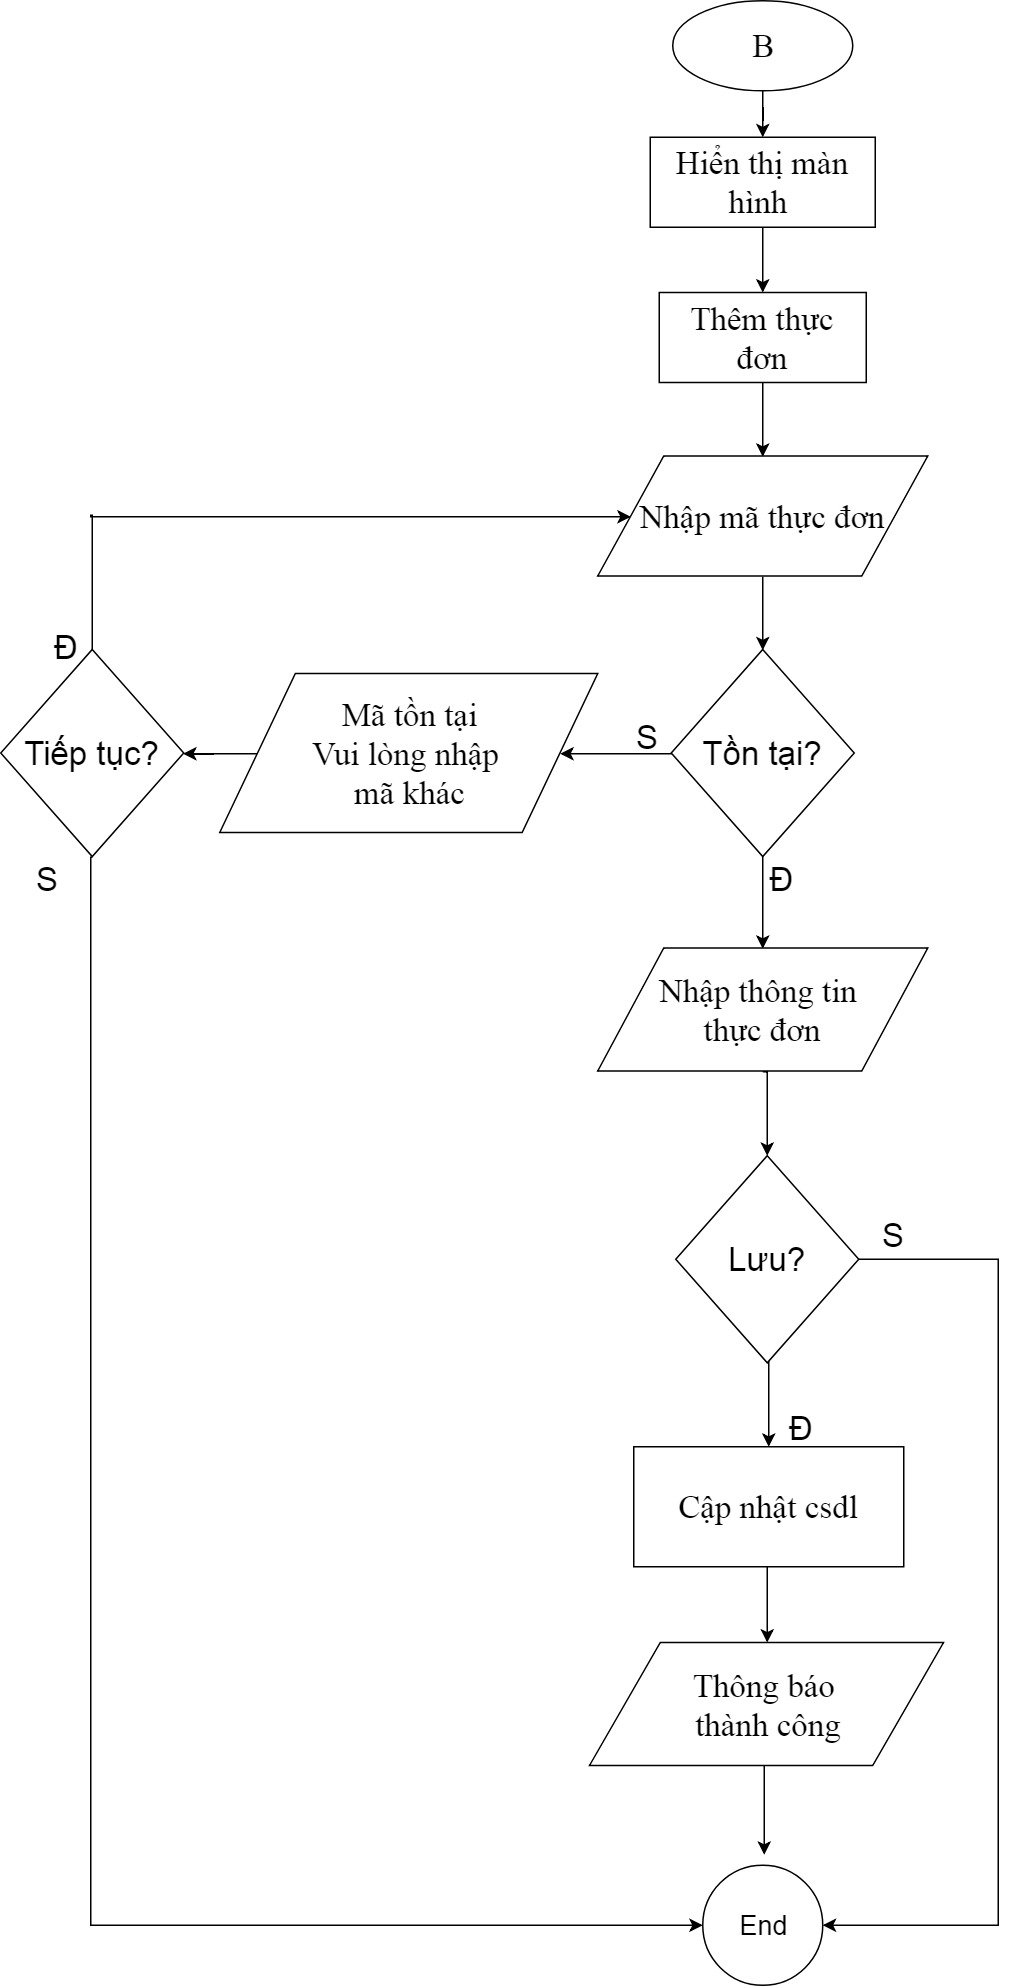 B
Hiển thị màn
hình
Thêm thực
đơn
Nhập mã thực đơn
Đ
Tiếp tục?
S
Mã tồn tại
Vui lòng nhập
mã khác
S
Tồn tại?
Đ
Nhập thông tin
thực đơn
Lưu?
S
Đ
Cập nhật csdl
Thông báo
thành công
End